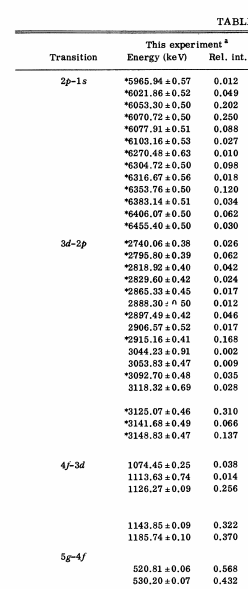 TABL
This experiment a
Transition Energy (keV) Rel. int.
2p-1s *5965.94 ± 0.57 0.012
*6021.86 ± 0.52 0.049
*6053.30 ± 0.50 0.202
*6070.72 ± 0.50 0.250
*6077.91 ± 0.51 0.088
*6103.16 ± 0.53 0.027
*6270.48 ± 0.63 0.010
*6304.72 ± 0.50 0.098
*6316.67 ± 0.56 0.018
*6353.76 ± 0.50 0.120
*6383.14 ± 0.51 0.034
*6406.07 ± 0.50 0.062
*6455.40 ± 0.50 0.030
3d-2p *2740.06 ± 0.38 0.026
*2795.80 ± 0.39 0.062
*2818.92 ± 0.40 0.042
*2829.60 ± 0.42 0.024
*2865.33 ± 0.45 0.017
2888.30 ± 0 50 0.012
*2897.49 ± 0.42 0.046
2906.57 ± 0.52 0.017
*2915.16 ± 0.41 0.168
3044.23 ± 0.91 0.002
3053.83 ± 0.47 0.009
*3092.70 ± 0.48 0.035
3118.32 ± 0.69 0.028
*3125.07 ± 0.46 0.310
*3141.68 ± 0.49 0.066
*3148.83 ± 0.47 0.137
4f-3d 1074.45 ± 0.25 0.038
1113.63 ± 0.74 0.014
1126.27 ± 0.09 0.256
1143.85 ± 0.09 0.322
1185.74 ± 0.10 0.370
5g-4f
520.81 ± 0.06 0.568
530.20 ± 0.07 0.432